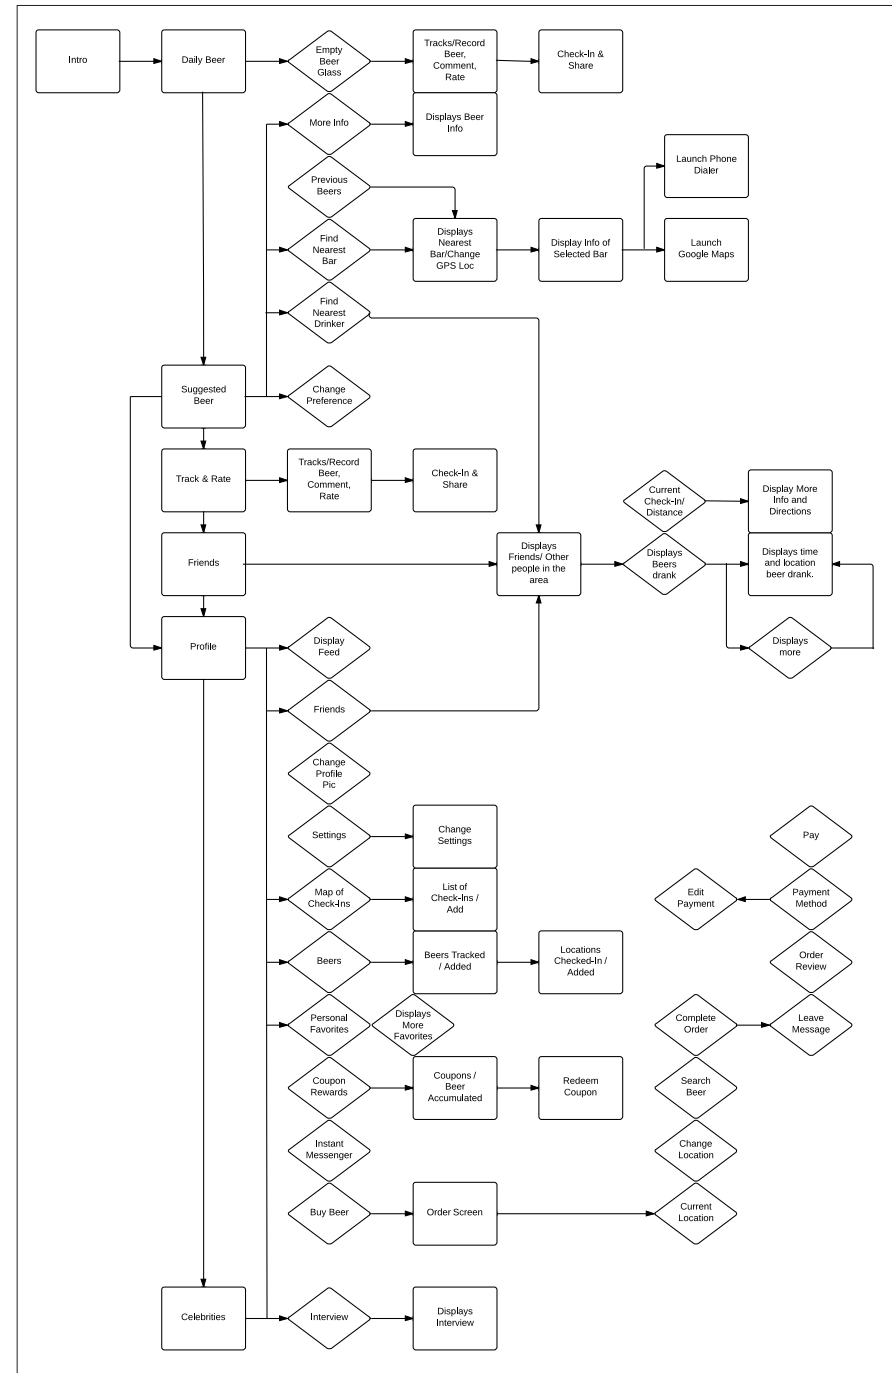 Intro
Daily Beer
Empty
Beer
Glass
Tracks/Record
Beer,
Comment,
Rate
Check-In &
Share
More Info
Displays Beer
Info
Previous
Beers
Launch Phone
Dialer
Find
Nearest
Bar
Displays
Nearest
Bar/Change
GPS Loc
Display Info of
Selected Bar
Launch
Google Maps
Find
Nearest
Drinker
Suggested
Beer
Change
Preference
Track & Rate
Tracks/Record
Beer,
Comment,
Rate
Check-In &
Share
Current
Check-In/
Distance
Display More
Info and
Directions
Friends
Displays
Friends/ Other
people in the
area
Displays
Beers
drank
Displays time
and location
beer drank.
Profile
Display
Feed
Displays
more
Friends
Change
Profile
Pic
Settings
Change
Settings
Pay
Map of
Check-Ins
List of
Check-Ins /
Add
Edit
Payment
Payment
Method
Beers
Beers Tracked
/ Added
Locations
Checked-In /
Added
Order
Review
Personal
Favorites
Displays
More
Favorites
Complete
Order
Leave
Message
Coupon
Rewards
Coupons /
Beer
Accumulated
Redeem
Coupon
Search
Beer
Instant
Messenger
Change
Location
Buy Beer
Order Screen
Current
Location
Celebrities
Interview
Displays
Interview